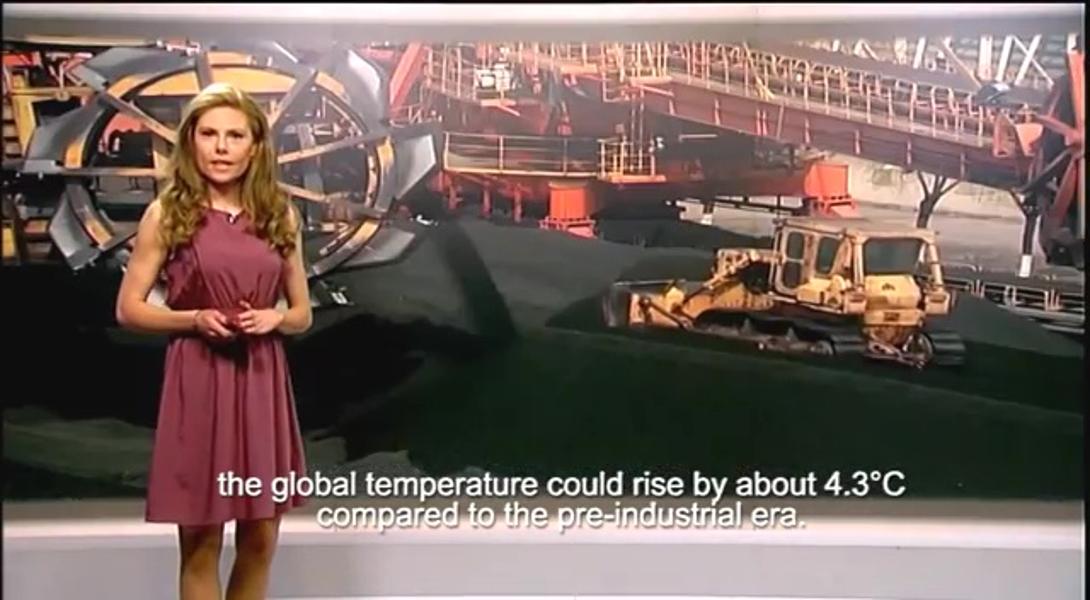 the global temperature could rise by about 4.3°C
compared to the pre-industrial era.